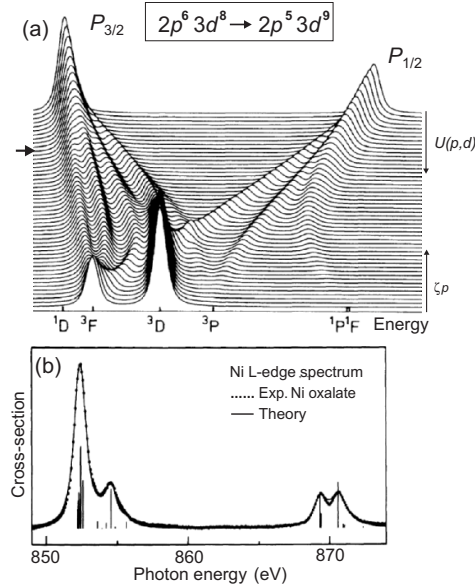 (a)
P3/2
2p⁶ 3d⁸ → 2p⁵ 3d⁹
P1/2
U(p,d)
ζp
¹D ³F ³D ³P ¹P¹F Energy
(b)
Ni L-edge spectrum
...... Exp. Ni oxalate
— Theory
Cross-section
850 860 870
Photon energy (eV)